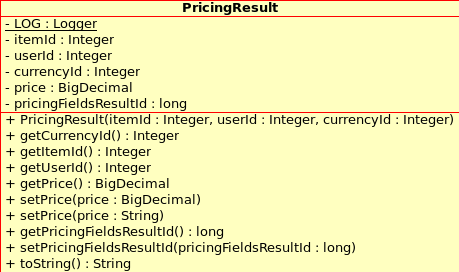 PricingResult
- LOG : Logger
- itemId : Integer
- userId : Integer
- currencyId : Integer
- price : BigDecimal
- pricingFieldsResultId : long
+ PricingResult(itemId : Integer, userId : Integer, currencyId : Integer)
+ getCurrencyId() : Integer
+ getItemId() : Integer
+ getUserId() : Integer
+ getPrice() : BigDecimal
+ setPrice(price : BigDecimal)
+ setPrice(price : String)
+ getPricingFieldsResultId() : long
+ setPricingFieldsResultId(pricingFieldsResultId : long)
+ toString() : String